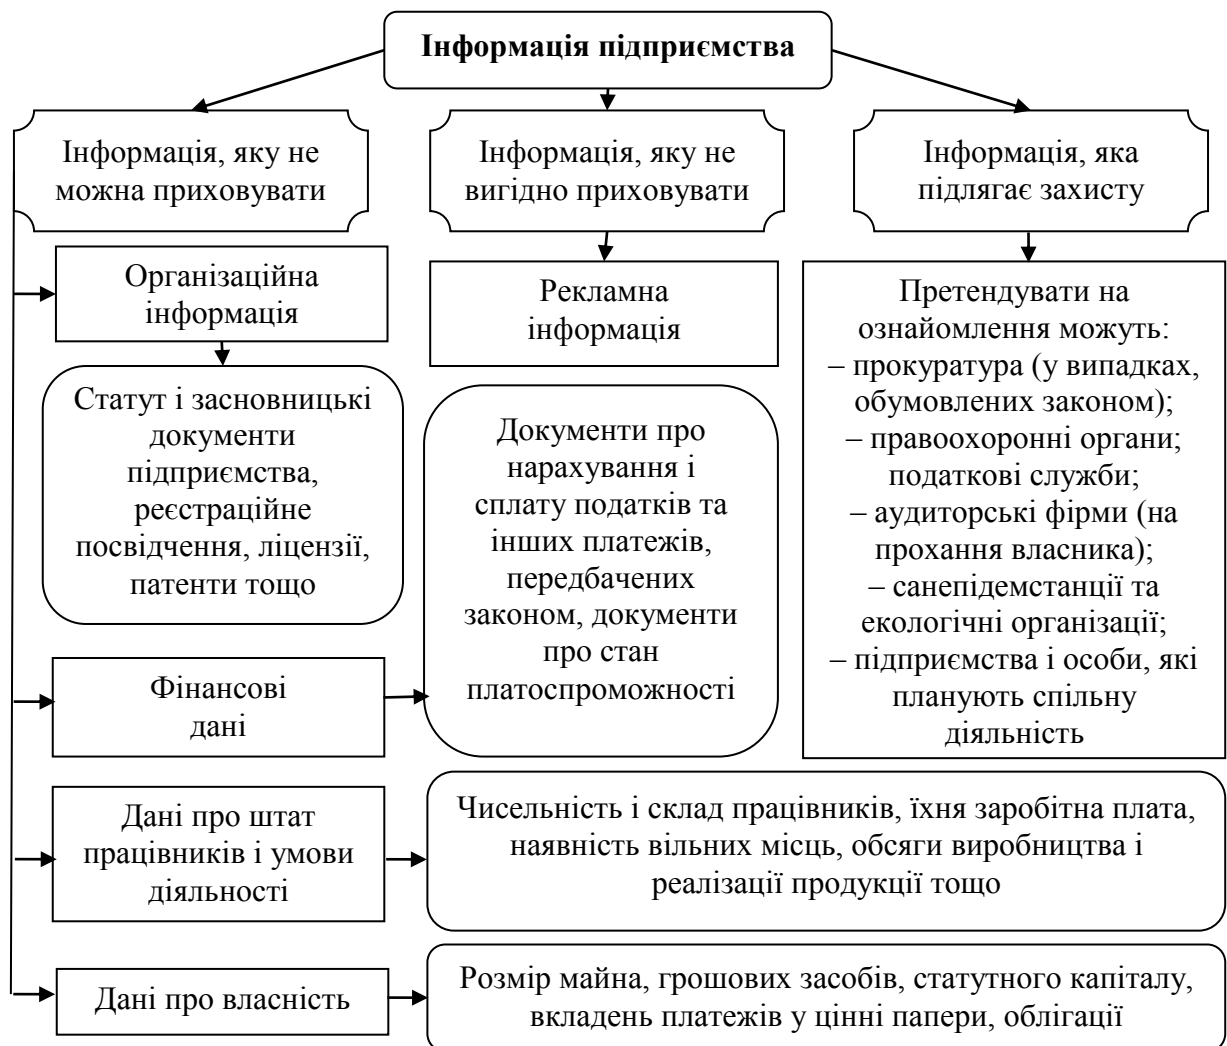 Інформація підприємства
Інформація, яку не
можна приховувати
Інформація, яку не
вигідно приховувати
Інформація, яка
підлягає захисту
Організаційна
інформація
Рекламна
інформація
Претендувати на
ознайомлення можуть:
– прокуратура (у випадках,
обумовлених законом);
– правоохоронні органи;
податкові служби;
– аудиторські фірми (на
прохання власника);
– санепідемстанції та
екологічні організації;
– підприємства і особи, які
планують спільну
діяльність
Статут і засновницькі
документи
підприємства,
реєстраційне
посвідчення, ліцензії,
патенти тощо
Фінансові
дані
Документи про
нарахування і
сплату податків та
інших платежів,
передбачених
законом, документи
про стан
платоспроможності
Дані про штат
працівників і умови
діяльності
Чисельність і склад працівників, їхня заробітна плата,
наявність вільних місць, обсяги виробництва і
реалізації продукції тощо
Дані про власність
Розмір майна, грошових засобів, статутного капіталу,
вкладень платежів у цінні папери, облігації